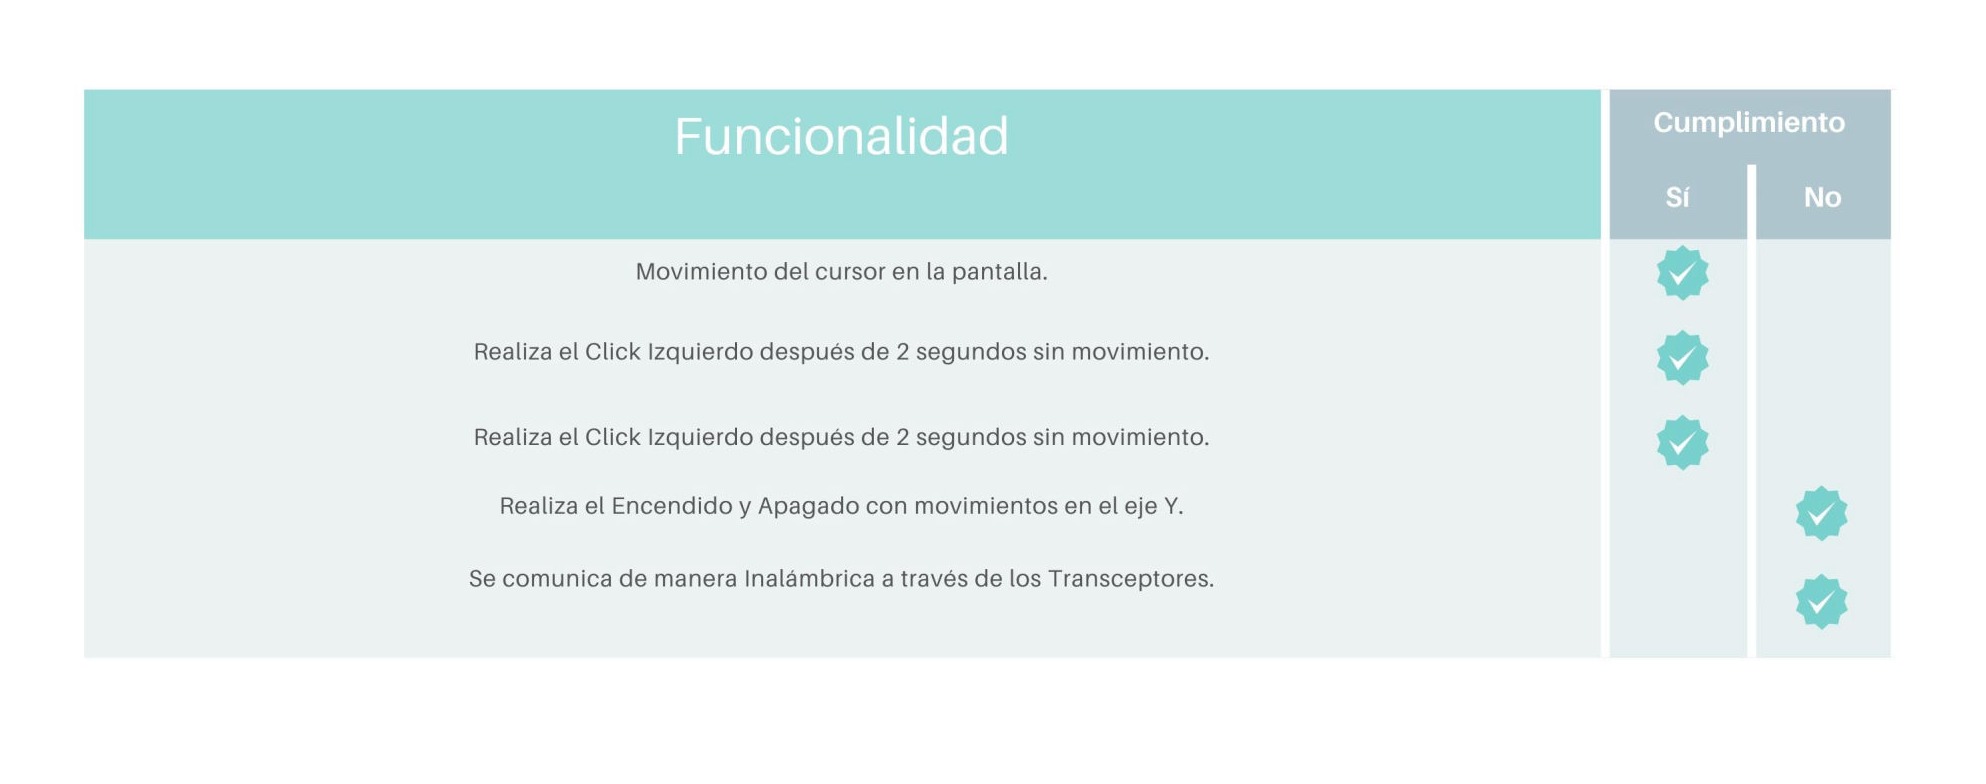 Funcionalidad
Cumplimiento
Sí
No
Movimiento del cursor en la pantalla.
Realiza el Click Izquierdo después de 2 segundos sin movimiento.
Realiza el Click Izquierdo después de 2 segundos sin movimiento.
Realiza el Encendido y Apagado con movimientos en el eje Y.
Se comunica de manera Inalámbrica a través de los Transceptores.